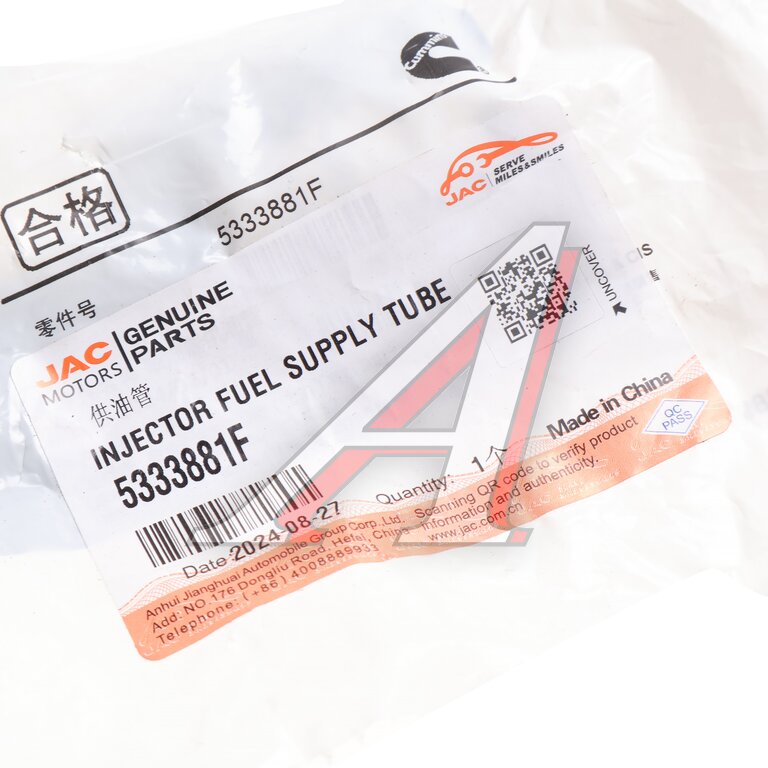 Cummins
合格
5333881F
零件号
JAC
SERVE
MILES&SMILES
JAC
MOTORS
GENUINE
PARTS
UNCOVER
供油管
INJECTOR FUEL SUPPLY TUBE
5333881F
Quantity: 1个
Made in China
QC
PASS
Date:2024-08-27
Anhui Jianghuai Automobile Group Corp.,Ltd.
Add: NO.176 Dongliu Road, Hefei, China
Telephone: (+86)4008889933
Scanning QR code to verify product
information and authenticity.
www.jac.com.cn